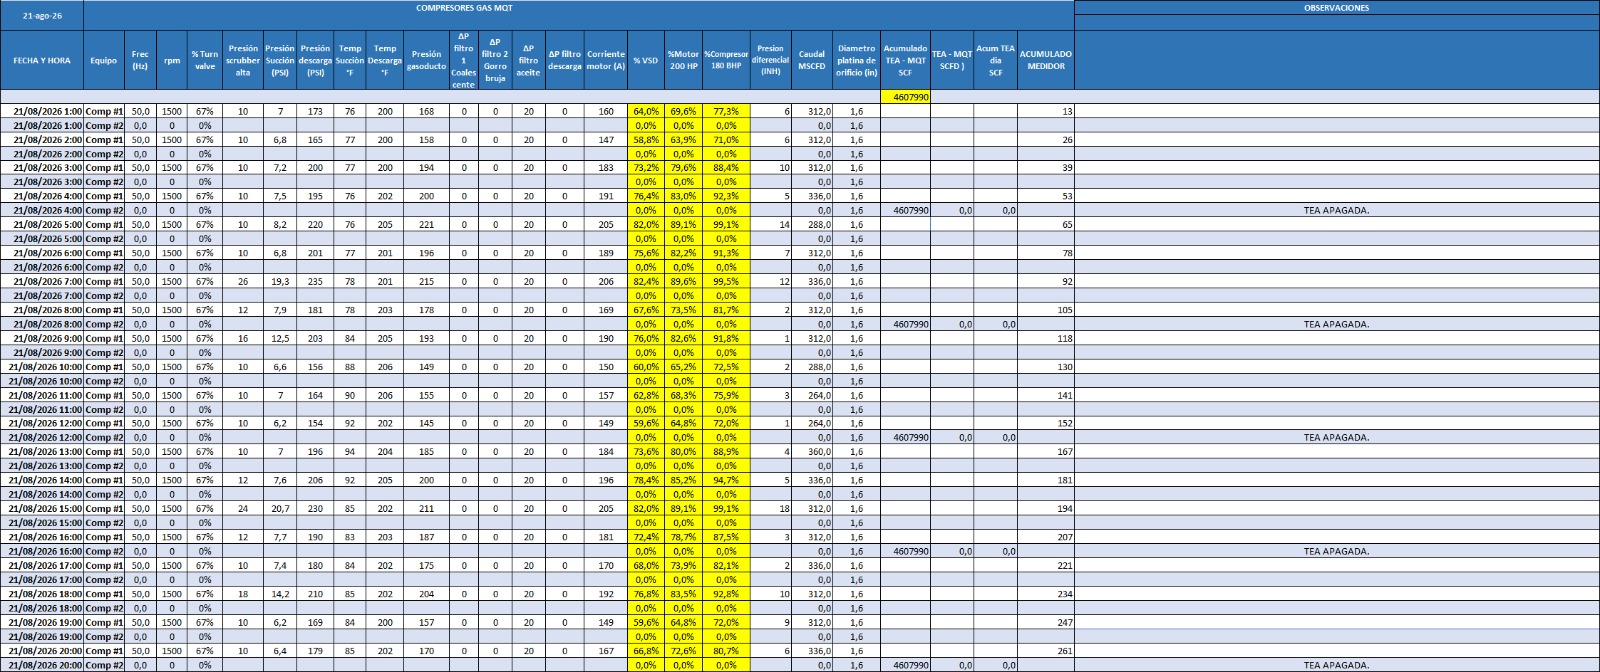 21-ago-26 COMPRESORES GAS MQT OBSERVACIONES
FECHA Y HORA Equipo Frec (Hz) rpm % Turn valve Presión scrubber alta Presión Succión (PSI) Presión descarga (PSI) Temp Succión °F Temp Descarga °F Presión gasoducto ΔP filtro 1 Coalescente ΔP filtro 2 Gorro bruja ΔP filtro aceite ΔP filtro descarga Corriente motor (A) % VSD %Motor 200 HP %Compresor 180 BHP Presion diferencial (INH) Caudal MSCFD Diametro platina de orificio (in) Acumulado TEA - MQT SCF TEA - MQT SCFD ) Acum TEA dia SCF ACUMULADO MEDIDOR
4607990
21/08/2026 1:00 Comp #1 50,0 1500 67% 10 7 173 76 200 168 0 0 20 0 160 64,0% 69,6% 77,3% 6 312,0 1,6 13
21/08/2026 1:00 Comp #2 0,0 0 0% 0,0% 0,0% 0,0% 0,0 1,6
21/08/2026 2:00 Comp #1 50,0 1500 67% 10 6,8 165 77 200 158 0 0 20 0 147 58,8% 63,9% 71,0% 6 312,0 1,6 26
21/08/2026 2:00 Comp #2 0,0 0 0% 0,0% 0,0% 0,0% 0,0 1,6
21/08/2026 3:00 Comp #1 50,0 1500 67% 10 7,2 200 77 200 194 0 0 20 0 183 73,2% 79,6% 88,4% 10 312,0 1,6 39
21/08/2026 3:00 Comp #2 0,0 0 0% 0,0% 0,0% 0,0% 0,0 1,6
21/08/2026 4:00 Comp #1 50,0 1500 67% 10 7,5 195 76 202 200 0 0 20 0 191 76,4% 83,0% 92,3% 5 336,0 1,6 53
21/08/2026 4:00 Comp #2 0,0 0 0% 0,0% 0,0% 0,0% 0,0 1,6 4607990 0,0 0,0 TEA APAGADA.
21/08/2026 5:00 Comp #1 50,0 1500 67% 10 8,2 220 76 205 221 0 0 20 0 205 82,0% 89,1% 99,1% 14 288,0 1,6 65
21/08/2026 5:00 Comp #2 0,0 0 0% 0,0% 0,0% 0,0% 0,0 1,6
21/08/2026 6:00 Comp #1 50,0 1500 67% 10 6,8 201 77 201 196 0 0 20 0 189 75,6% 82,2% 91,3% 7 312,0 1,6 78
21/08/2026 6:00 Comp #2 0,0 0 0% 0,0% 0,0% 0,0% 0,0 1,6
21/08/2026 7:00 Comp #1 50,0 1500 67% 26 19,3 235 78 201 215 0 0 20 0 206 82,4% 89,6% 99,5% 12 336,0 1,6 92
21/08/2026 7:00 Comp #2 0,0 0 0% 0,0% 0,0% 0,0% 0,0 1,6
21/08/2026 8:00 Comp #1 50,0 1500 67% 12 7,9 181 78 203 178 0 0 20 0 169 67,6% 73,5% 81,7% 2 312,0 1,6 105
21/08/2026 8:00 Comp #2 0,0 0 0% 0,0% 0,0% 0,0% 0,0 1,6 4607990 0,0 0,0 TEA APAGADA.
21/08/2026 9:00 Comp #1 50,0 1500 67% 16 12,5 203 84 205 193 0 0 20 0 190 76,0% 82,6% 91,8% 1 312,0 1,6 118
21/08/2026 9:00 Comp #2 0,0 0 0% 0,0% 0,0% 0,0% 0,0 1,6
21/08/2026 10:00 Comp #1 50,0 1500 67% 10 6,6 156 88 206 149 0 0 20 0 150 60,0% 65,2% 72,5% 2 288,0 1,6 130
21/08/2026 10:00 Comp #2 0,0 0 0% 0,0% 0,0% 0,0% 0,0 1,6
21/08/2026 11:00 Comp #1 50,0 1500 67% 10 7 164 90 206 155 0 0 20 0 157 62,8% 68,3% 75,9% 3 264,0 1,6 141
21/08/2026 11:00 Comp #2 0,0 0 0% 0,0% 0,0% 0,0% 0,0 1,6
21/08/2026 12:00 Comp #1 50,0 1500 67% 10 6,2 154 92 202 145 0 0 20 0 149 59,6% 64,8% 72,0% 1 264,0 1,6 152
21/08/2026 12:00 Comp #2 0,0 0 0% 0,0% 0,0% 0,0% 0,0 1,6 4607990 0,0 0,0 TEA APAGADA.
21/08/2026 13:00 Comp #1 50,0 1500 67% 10 7 196 94 204 185 0 0 20 0 184 73,6% 80,0% 88,9% 4 360,0 1,6 167
21/08/2026 13:00 Comp #2 0,0 0 0% 0,0% 0,0% 0,0% 0,0 1,6
21/08/2026 14:00 Comp #1 50,0 1500 67% 12 7,6 206 92 205 200 0 0 20 0 196 78,4% 85,2% 94,7% 5 336,0 1,6 181
21/08/2026 14:00 Comp #2 0,0 0 0% 0,0% 0,0% 0,0% 0,0 1,6
21/08/2026 15:00 Comp #1 50,0 1500 67% 24 20,7 230 85 202 211 0 0 20 0 205 82,0% 89,1% 99,1% 18 312,0 1,6 194
21/08/2026 15:00 Comp #2 0,0 0 0% 0,0% 0,0% 0,0% 0,0 1,6
21/08/2026 16:00 Comp #1 50,0 1500 67% 12 7,7 190 83 203 187 0 0 20 0 181 72,4% 78,7% 87,5% 3 312,0 1,6 207
21/08/2026 16:00 Comp #2 0,0 0 0% 0,0% 0,0% 0,0% 0,0 1,6 4607990 0,0 0,0 TEA APAGADA.
21/08/2026 17:00 Comp #1 50,0 1500 67% 10 7,4 180 84 202 175 0 0 20 0 170 68,0% 73,9% 82,1% 2 336,0 1,6 221
21/08/2026 17:00 Comp #2 0,0 0 0% 0,0% 0,0% 0,0% 0,0 1,6
21/08/2026 18:00 Comp #1 50,0 1500 67% 18 14,2 210 85 202 204 0 0 20 0 192 76,8% 83,5% 92,8% 10 312,0 1,6 234
21/08/2026 18:00 Comp #2 0,0 0 0% 0,0% 0,0% 0,0% 0,0 1,6
21/08/2026 19:00 Comp #1 50,0 1500 67% 10 6,2 169 84 200 157 0 0 20 0 149 59,6% 64,8% 72,0% 9 312,0 1,6 247
21/08/2026 19:00 Comp #2 0,0 0 0% 0,0% 0,0% 0,0% 0,0 1,6
21/08/2026 20:00 Comp #1 50,0 1500 67% 10 6,4 179 85 202 170 0 0 20 0 167 66,8% 72,6% 80,7% 6 336,0 1,6 261
21/08/2026 20:00 Comp #2 0,0 0 0% 0,0% 0,0% 0,0% 0,0 1,6 4607990 0,0 0,0 TEA APAGADA.